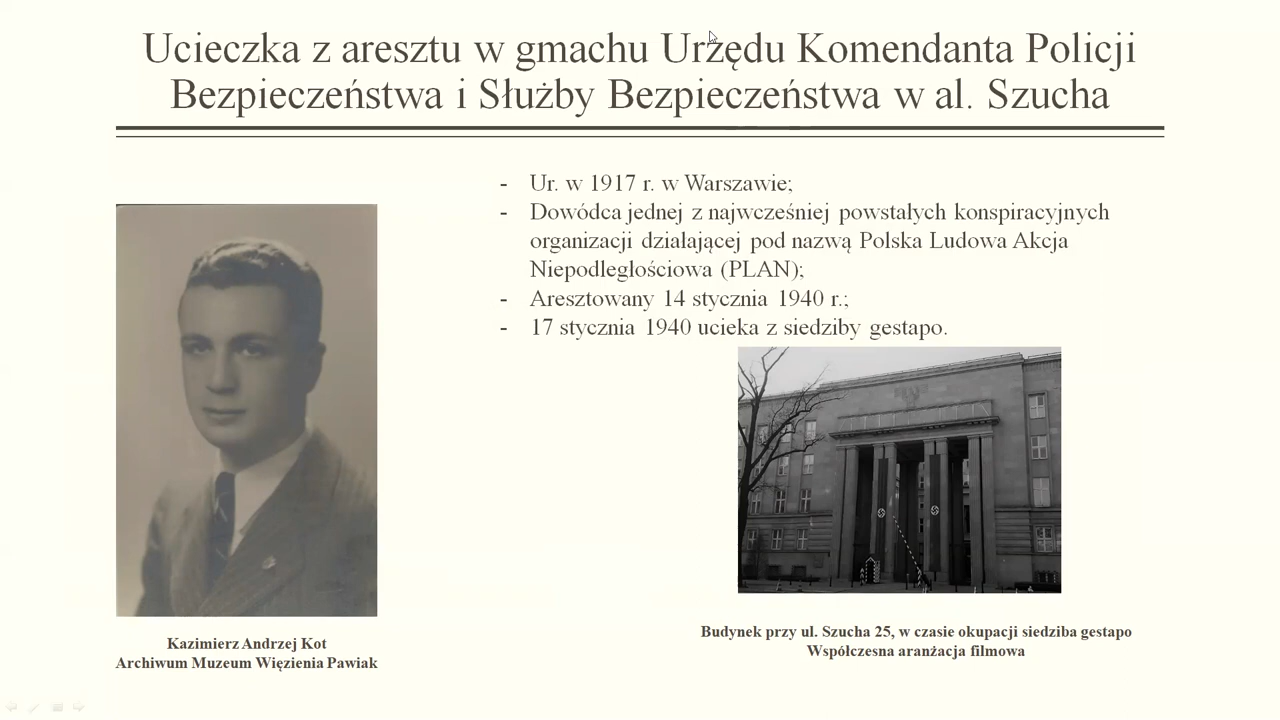 Ucieczka z aresztu w gmachu Urzędu Komendanta Policji
Bezpieczeństwa i Służby Bezpieczeństwa w al. Szucha
- Ur. w 1917 r. w Warszawie;
- Dowódca jednej z najwcześniej powstałych konspiracyjnych
organizacji działającej pod nazwą Polska Ludowa Akcja
Niepodległościowa (PLAN);
- Aresztowany 14 stycznia 1940 r.;
- 17 stycznia 1940 ucieka z siedziby gestapo.
Kazimierz Andrzej Kot
Archiwum Muzeum Więzienia Pawiak
Budynek przy ul. Szucha 25, w czasie okupacji siedziba gestapo
Współczesna aranżacja filmowa